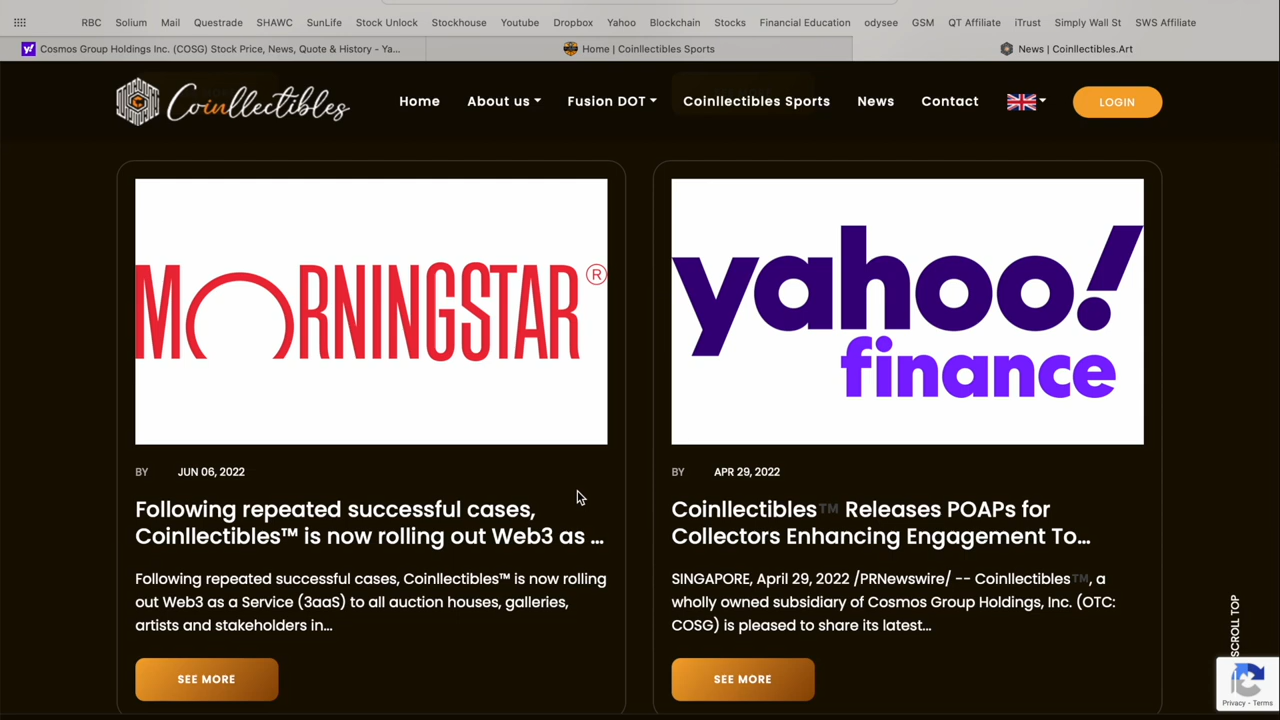 RBC Solium Mail Questrade SHAWC SunLife Stock Unlock Stockhouse Youtube Dropbox Yahoo Blockchain Stocks Financial Education odysee GSM QT Affiliate iTrust Simply Wall St SWS Affiliate
Cosmos Group Holdings Inc. (COSG) Stock Price, News, Quote & History - Ya...
Home | Coinllectibles Sports
News | Coinllectibles.Art
Coinllectibles
Home About us Fusion DOT Coinllectibles Sports News Contact LOGIN
MORNINGSTAR®
yahoo!
finance
BY JUN 06, 2022
Following repeated successful cases,
Coinllectibles™ is now rolling out Web3 as ...
Following repeated successful cases, Coinllectibles™ is now rolling
out Web3 as a Service (3aaS) to all auction houses, galleries,
artists and stakeholders in...
SEE MORE
BY APR 29, 2022
Coinllectibles™ Releases POAPs for
Collectors Enhancing Engagement To...
SINGAPORE, April 29, 2022 /PRNewswire/ -- Coinllectibles™, a
wholly owned subsidiary of Cosmos Group Holdings, Inc. (OTC:
COSG) is pleased to share its latest...
SEE MORE
SCROLL TOP
Privacy - Terms